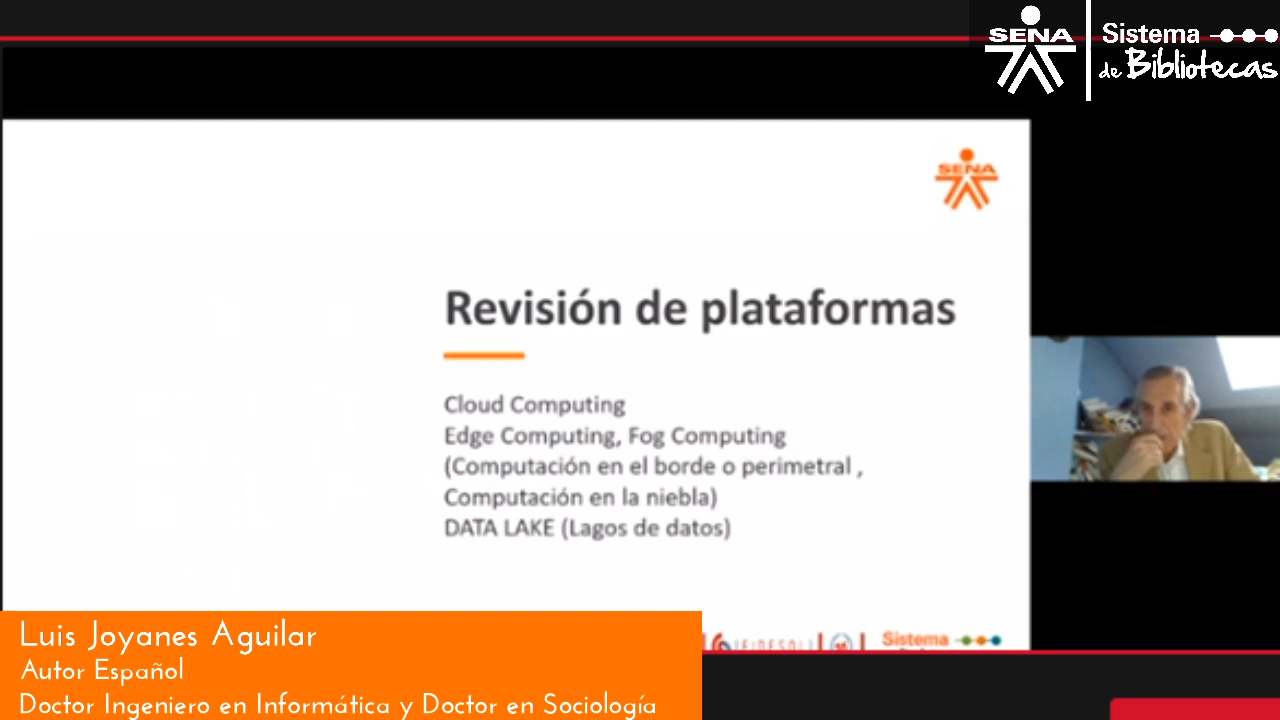 SENA
Sistema
de Bibliotecas
SENA
Revisión de plataformas
Cloud Computing
Edge Computing, Fog Computing
(Computación en el borde o perimetral ,
Computación en la niebla)
DATA LAKE (Lagos de datos)
Sistema
Luis Joyanes Aguilar
Autor Español
Doctor Ingeniero en Informática y Doctor en Sociología